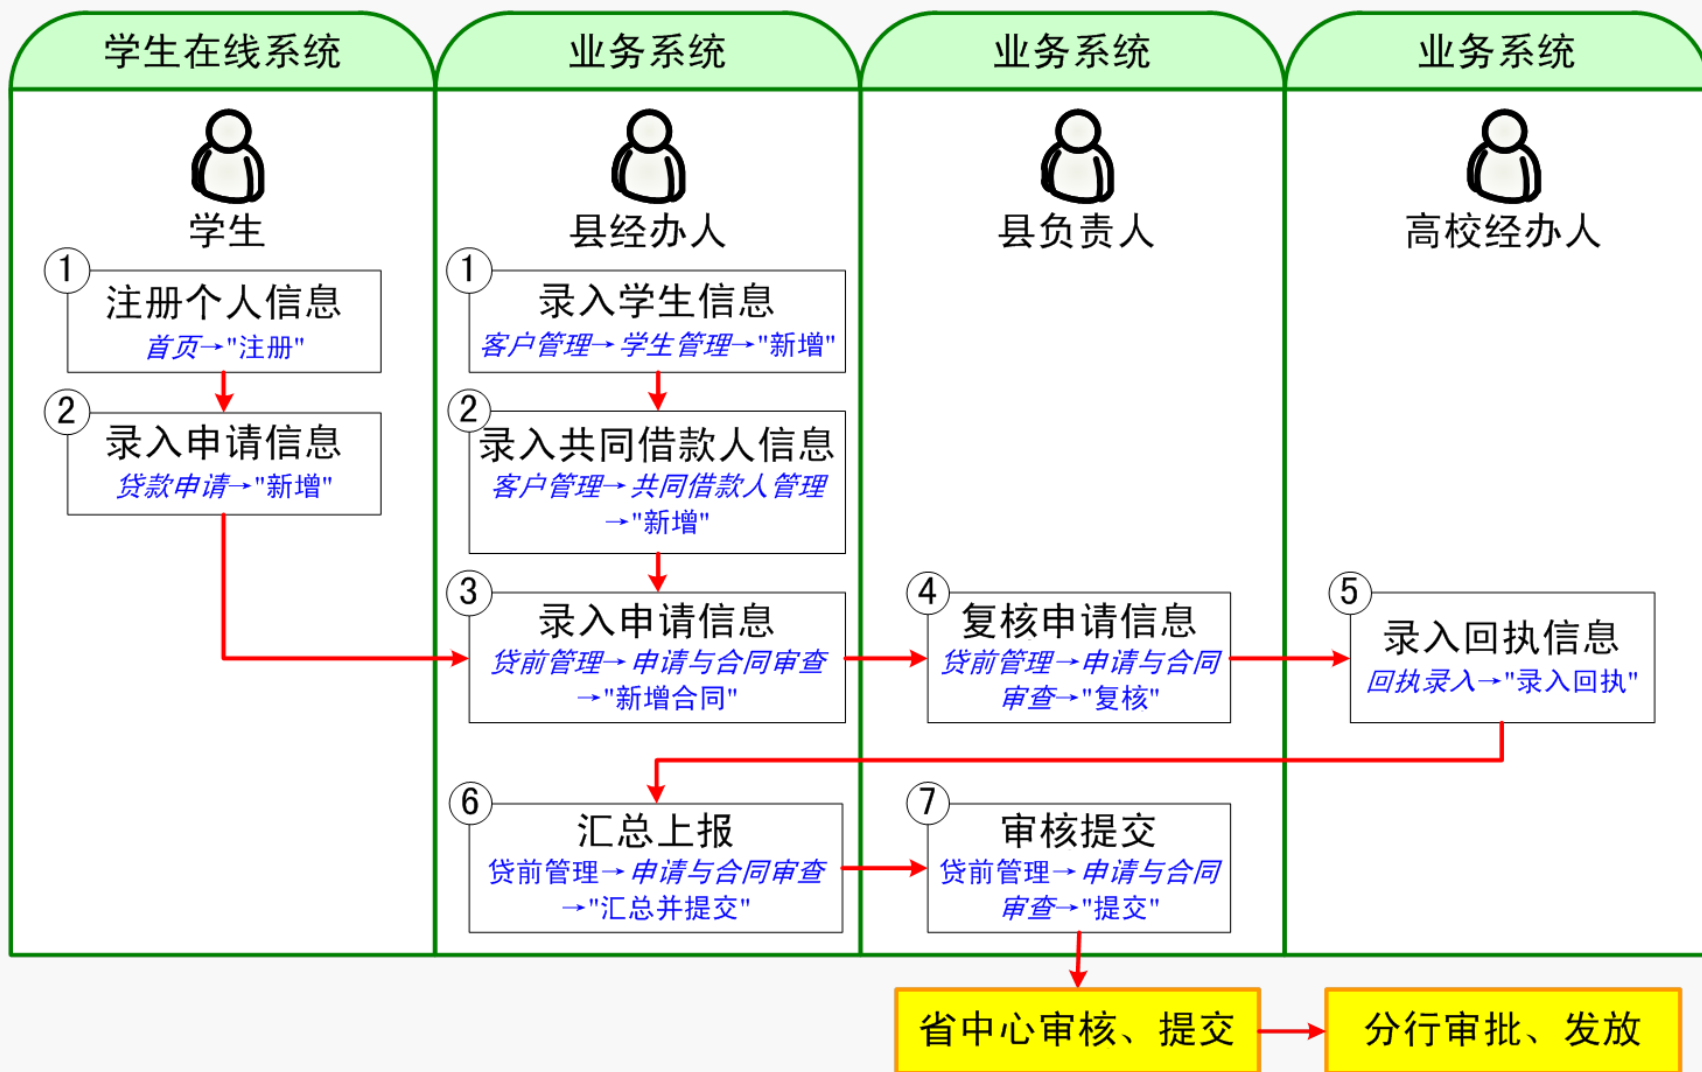 学生在线系统
业务系统
业务系统
业务系统
学生
县经办人
县负责人
高校经办人
1
注册个人信息
首页→"注册"
2
录入申请信息
贷款申请→"新增"
1
录入学生信息
客户管理→学生管理→"新增"
2
录入共同借款人信息
客户管理→共同借款人管理
→"新增"
3
录入申请信息
贷前管理→申请与合同审查
→"新增合同"
4
复核申请信息
贷前管理→申请与合同
审查→"复核"
5
录入回执信息
回执录入→"录入回执"
6
汇总上报
贷前管理→申请与合同审查
→"汇总并提交"
7
审核提交
贷前管理→申请与合同
审查→"提交"
省中心审核、提交
分行审批、发放